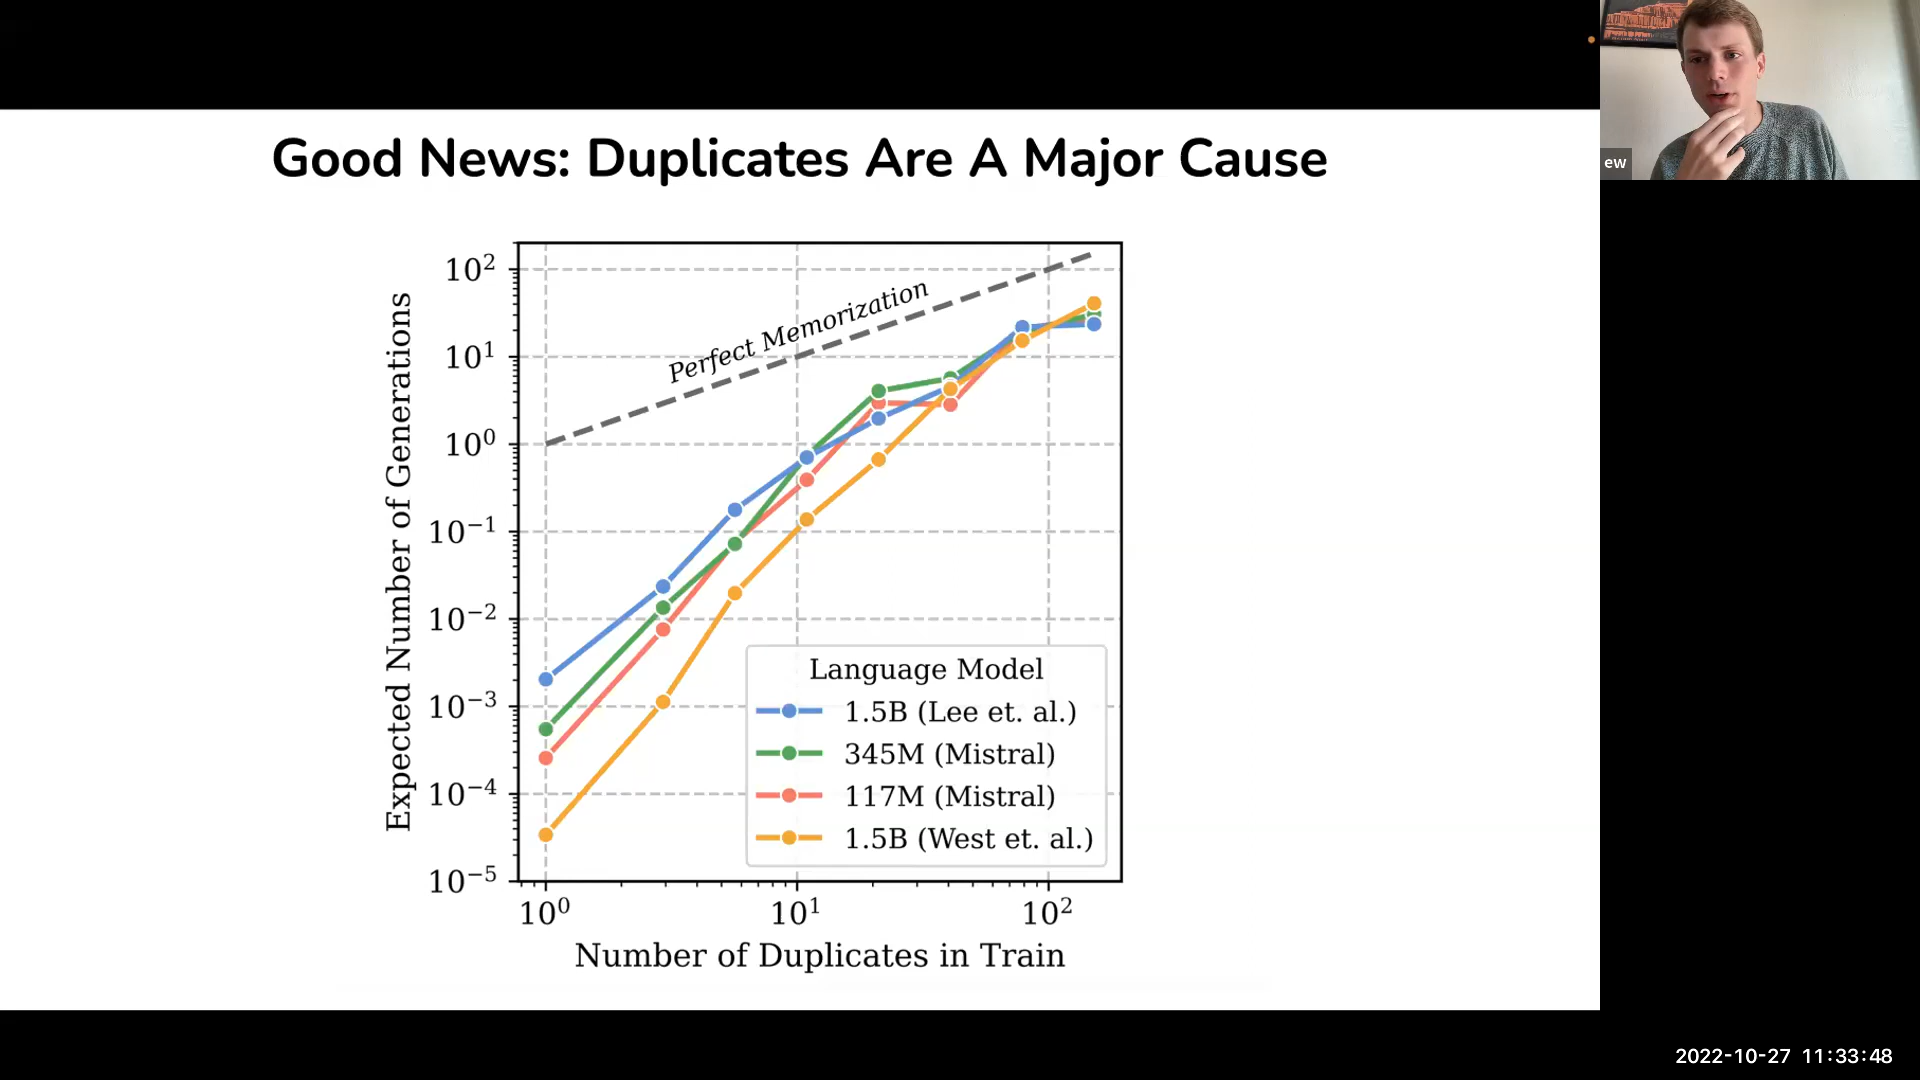 Good News: Duplicates Are A Major Cause
ew
10²
10¹
10⁰
10⁻¹
10⁻²
10⁻³
10⁻⁴
10⁻⁵
Expected Number of Generations
Perfect Memorization
Language Model
1.5B (Lee et. al.)
345M (Mistral)
117M (Mistral)
1.5B (West et. al.)
10⁰ 10¹ 10²
Number of Duplicates in Train
2022-10-27 11:33:48